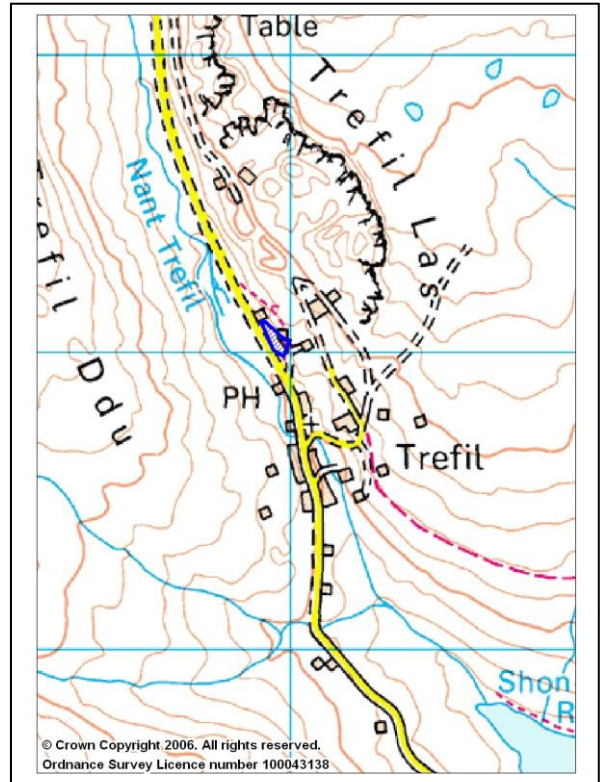 Table
Trefil Las
Nant Trefil
Trefil
Ddu
PH
Trefil
Shon
R
© Crown Copyright 2006. All rights reserved.
Ordnance Survey Licence number 100043138